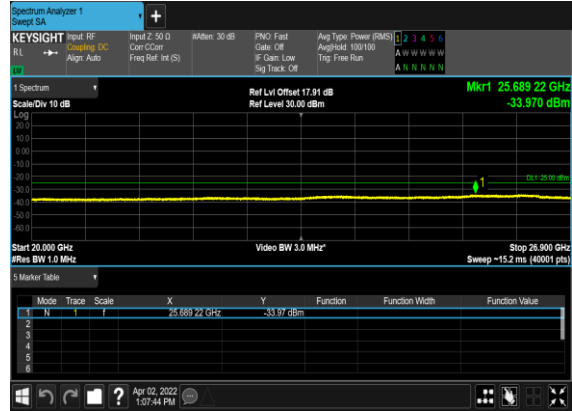 Spectrum Analyzer 1
Swept SA
+
KEYSIGHT Input: RF Input Z: 50 Ω #Atten: 30 dB PNO: Fast Avg Type: Power (RMS) 1 2 3 4 5 6
RL Coupling: DC Corr CCorr Gate: Off Avg|Hold: 100/100 A W W W W W
Align: Auto Freq Ref: Int (S) IF Gain: Low Trig: Free Run
LW Sig Track: Off A N N N N N
1 Spectrum Ref Lvl Offset 17.91 dB Mkr1 25.689 22 GHz
Scale/Div 10 dB Ref Level 30.00 dBm -33.970 dBm
Log
20.0
10.0
0.00
-10.0
-20.0
DL1 -25.00 dBm
1
-30.0
-40.0
-50.0
-60.0
Start 20.000 GHz Video BW 3.0 MHz* Stop 26.900 GHz
#Res BW 1.0 MHz Sweep ~15.2 ms (40001 pts)
5 Marker Table
Mode Trace Scale X Y Function Function Width Function Value
1 N 1 f 25.689 22 GHz -33.97 dBm
2
3
4
5
6
? Apr 02, 2022
1:07:44 PM